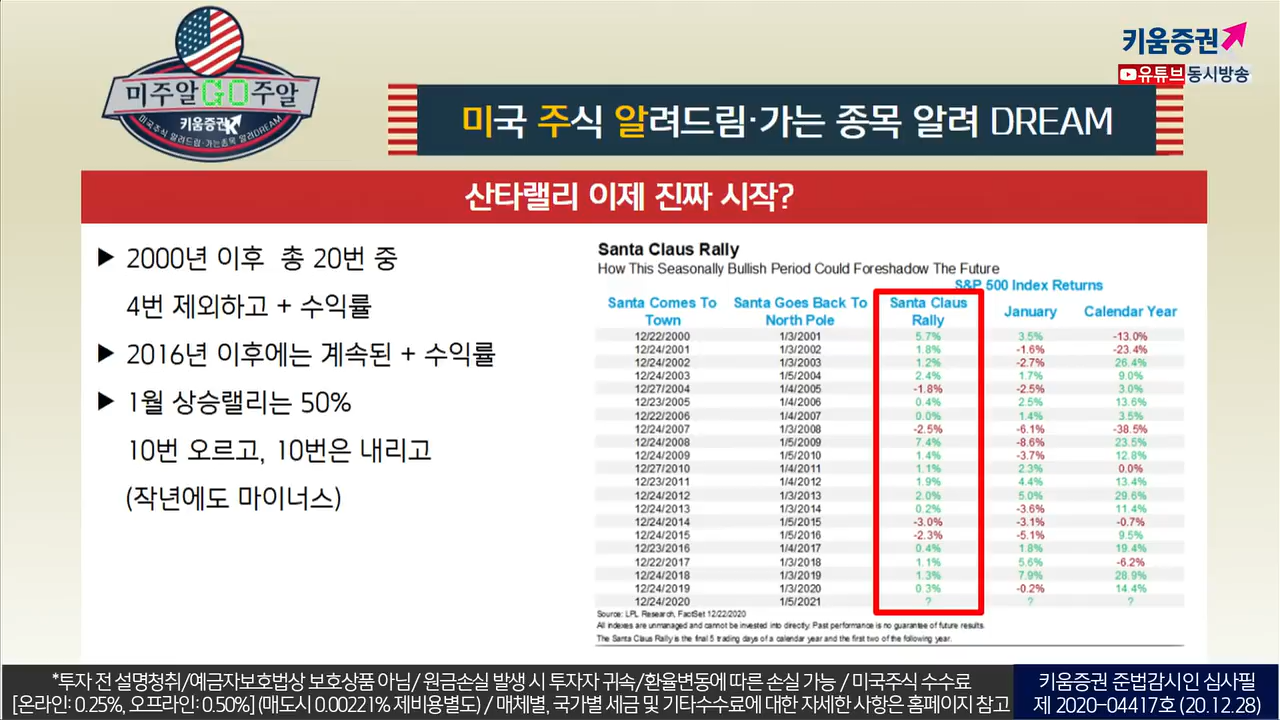 미주알GO주알
키움증권
미국주식 알려드림·가는종목 알려DREAM
키움증권
유튜브동시방송
미국 주식 알려드림·가는 종목 알려 DREAM
산타랠리 이제 진짜 시작?
▶ 2000년 이후 총 20번 중
4번 제외하고 + 수익률
▶ 2016년 이후에는 계속된 + 수익률
▶ 1월 상승랠리는 50%
10번 오르고, 10번은 내리고
(작년에도 마이너스)
Santa Claus Rally
How This Seasonally Bullish Period Could Foreshadow The Future
S&P 500 Index Returns
Santa Comes To Town Santa Goes Back To North Pole Santa Claus Rally January Calendar Year
12/22/2000 1/3/2001 5.7% 3.5% -13.0%
12/24/2001 1/3/2002 1.8% -1.6% -23.4%
12/24/2002 1/3/2003 1.2% -2.7% 26.4%
12/24/2003 1/5/2004 2.4% 1.7% 9.0%
12/27/2004 1/4/2005 -1.8% -2.5% 3.0%
12/23/2005 1/4/2006 0.4% 2.5% 13.6%
12/22/2006 1/4/2007 0.0% 1.4% 3.5%
12/24/2007 1/3/2008 -2.5% -6.1% -38.5%
12/24/2008 1/5/2009 7.4% -8.6% 23.5%
12/24/2009 1/5/2010 1.4% -3.7% 12.8%
12/27/2010 1/4/2011 1.1% 2.3% 0.0%
12/23/2011 1/4/2012 1.9% 4.4% 13.4%
12/24/2012 1/3/2013 2.0% 5.0% 29.6%
12/24/2013 1/3/2014 0.2% -3.6% 11.4%
12/24/2014 1/5/2015 -3.0% -3.1% -0.7%
12/24/2015 1/5/2016 -2.3% -5.1% 9.5%
12/23/2016 1/4/2017 0.4% 1.8% 19.4%
12/22/2017 1/3/2018 1.1% 5.6% -6.2%
12/24/2018 1/3/2019 1.3% 7.9% 28.9%
12/24/2019 1/3/2020 0.3% -0.2% 14.4%
12/24/2020 1/5/2021 ? ? ?
Source: LPL Research, FactSet 12/22/2020
All indexes are unmanaged and cannot be invested into directly. Past performance is no guarantee of future results.
The Santa Claus Rally is the final 5 trading days of a calendar year and the first two of the following year.
*투자 전 설명청취/예금자보호법상 보호상품 아님/ 원금손실 발생 시 투자자 귀속/환율변동에 따른 손실 가능 / 미국주식 수수료
[온라인: 0.25%, 오프라인: 0.50%] (매도시 0.00221% 제비용별도) / 매체별, 국가별 세금 및 기타수수료에 대한 자세한 사항은 홈페이지 참고
키움증권 준법감시인 심사필
제 2020-04417호 (20.12.28)